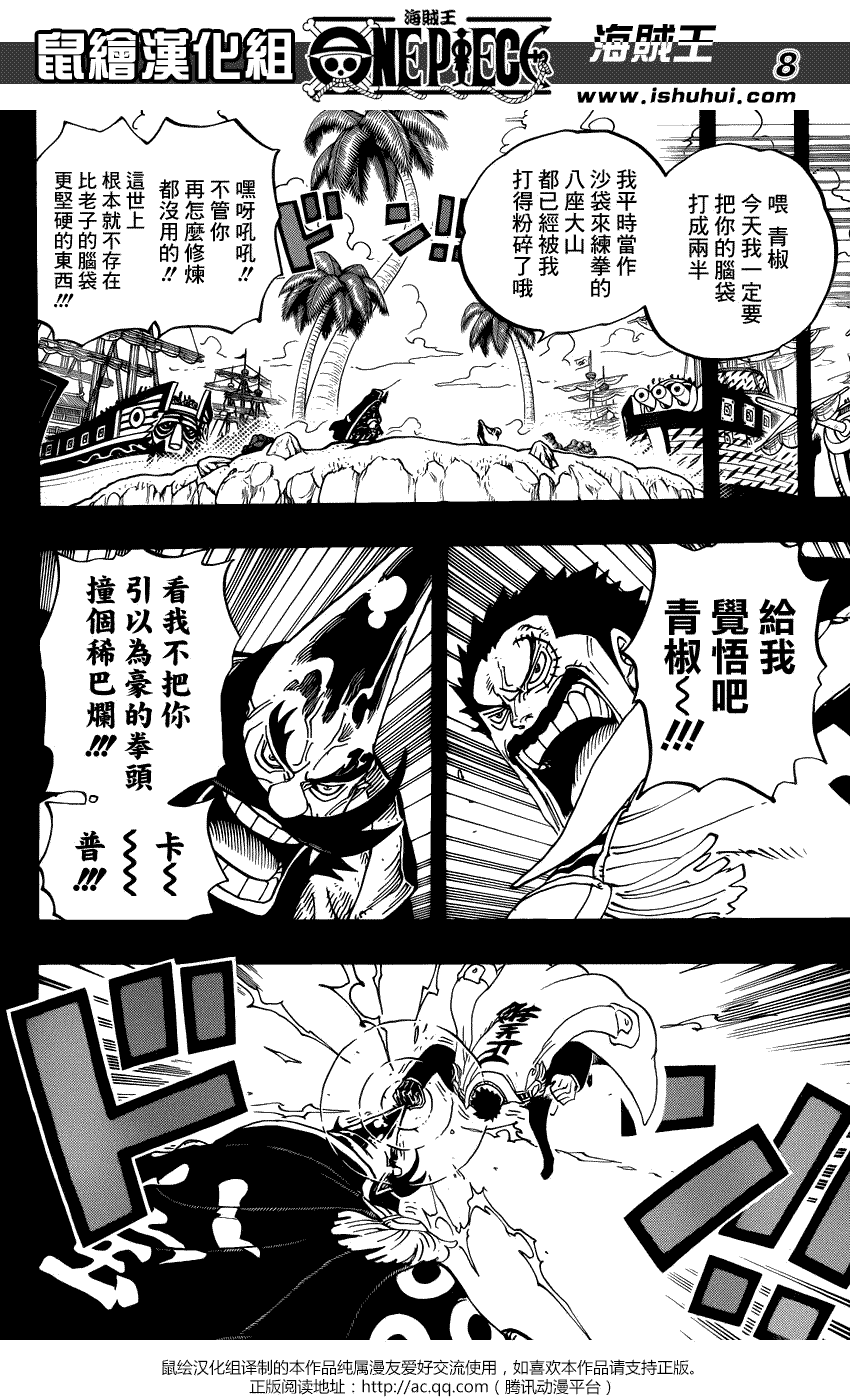 鼠繪漢化組
海賊王
ONE PIECE
海賊王
8
www.ishuhui.com
喂 青椒
今天我一定要
把你的腦袋
打成兩半
我平時當作
沙袋來練拳的
八座大山
都已經被我
打得粉碎了哦
ドン!!
嘿呀吼吼!!
不管你
再怎麼修煉
都沒用的!!
這世上
根本就不存在
比老子的腦袋
更堅硬的東西!!!
給我
覺悟吧
青椒～!!!
看我不把你
引以為豪的拳頭
撞個稀巴爛!!!
卡～
～～～
普!!!
鼠绘汉化组译制的本作品纯属漫友爱好交流使用，如喜欢本作品请支持正版。
正版阅读地址：http://ac.qq.com（腾讯动漫平台）